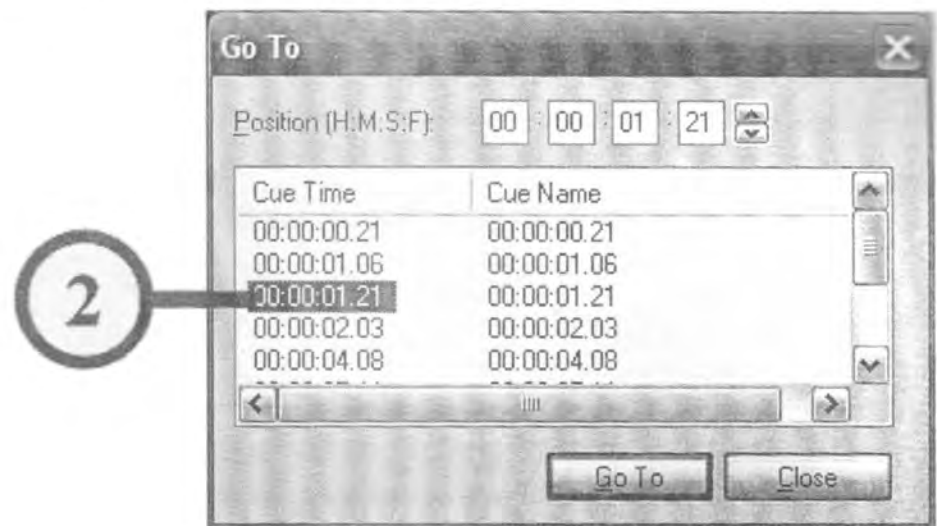 Go To
Position (H:M:S:F): 00 : 00 : 01 : 21
Cue Time Cue Name
00:00:00.21 00:00:00.21
00:00:01.06 00:00:01.06
2 00:00:01.21 00:00:01.21
00:00:02.03 00:00:02.03
00:00:04.08 00:00:04.08
Go To Close